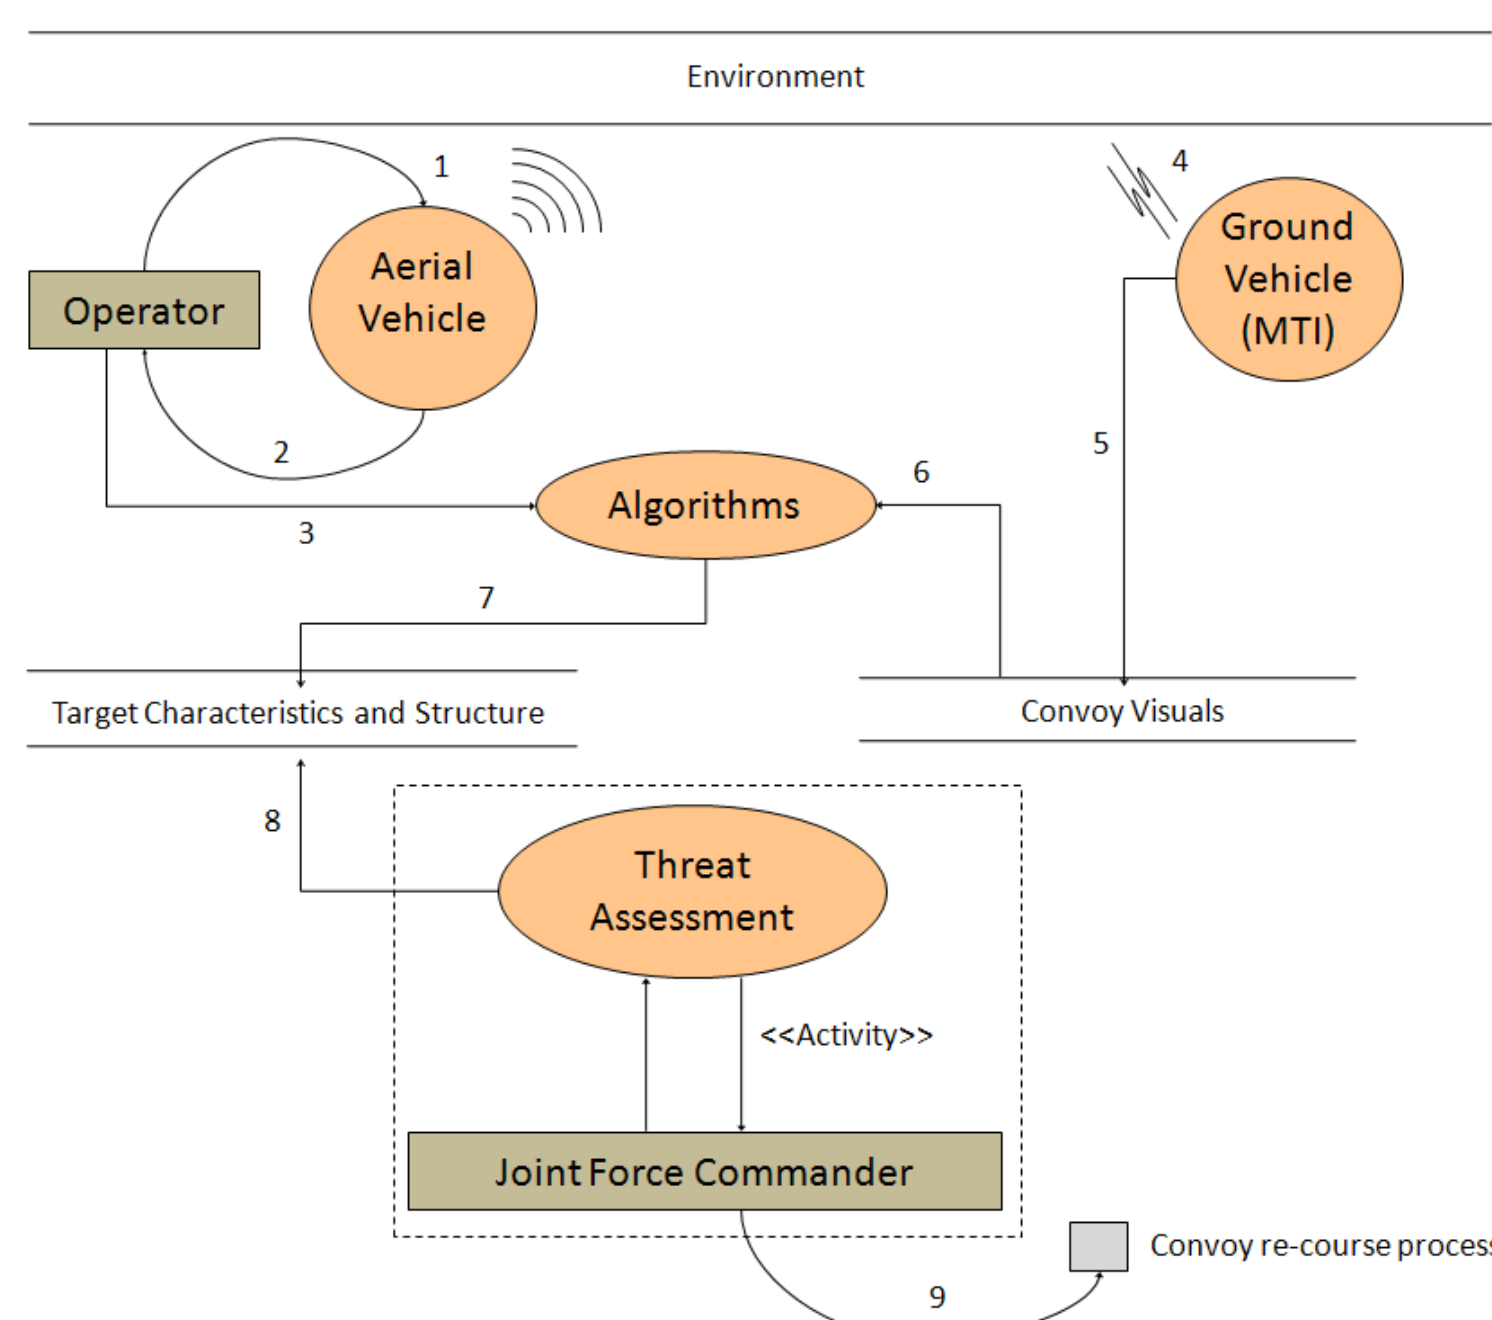 Environment
1
4
Ground
Vehicle
(MTI)
Aerial
Vehicle
Operator
2
5
6
Algorithms
3
7
Target Characteristics and Structure
Convoy Visuals
8
Threat
Assessment
<<Activity>>
Joint Force Commander
Convoy re-course process
9